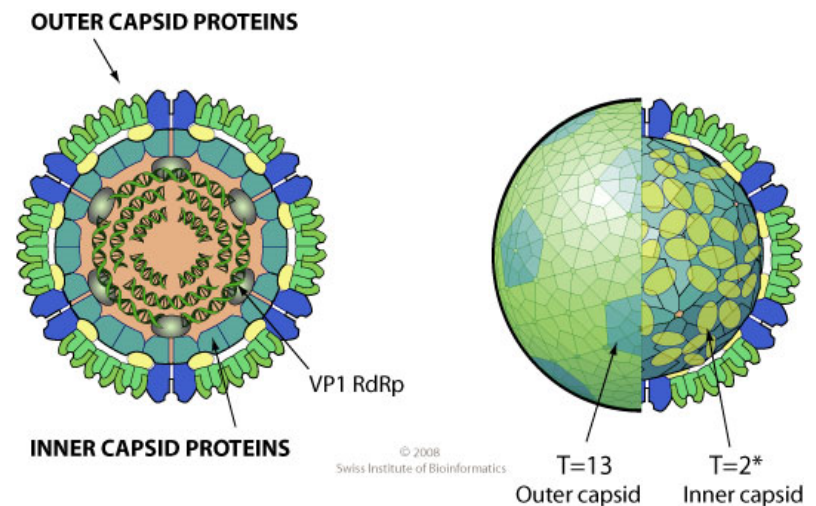 OUTER CAPSID PROTEINS
VP1 RdRp
INNER CAPSID PROTEINS
© 2008
Swiss Institute of Bioinformatics
T=13
Outer capsid
T=2*
Inner capsid